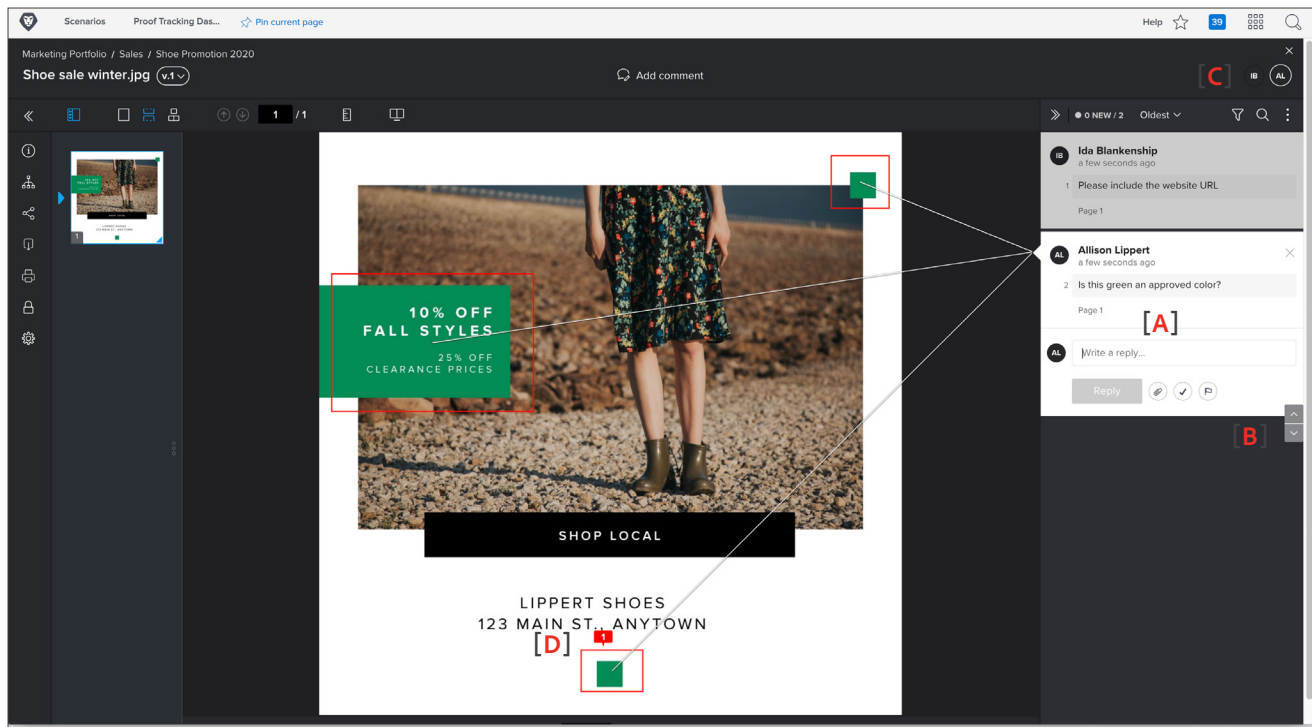 Scenarios
Proof Tracking Das...
Pin current page
Help
39
Marketing Portfolio / Sales / Shoe Promotion 2020
Shoe sale winter.jpg
v.1
Add comment
[C]
IB
AL
1 / 1
0 NEW / 2
Oldest
1
IB
Ida Blankenship
a few seconds ago
1 Please include the website URL
Page 1
AL
Allison Lippert
a few seconds ago
2 Is this green an approved color?
Page 1
[A]
AL
Write a reply...
Reply
[B]
10% OFF
FALL STYLES
25% OFF
CLEARANCE PRICES
SHOP LOCAL
LIPPERT SHOES
123 MAIN ST., ANYTOWN
[D]
1